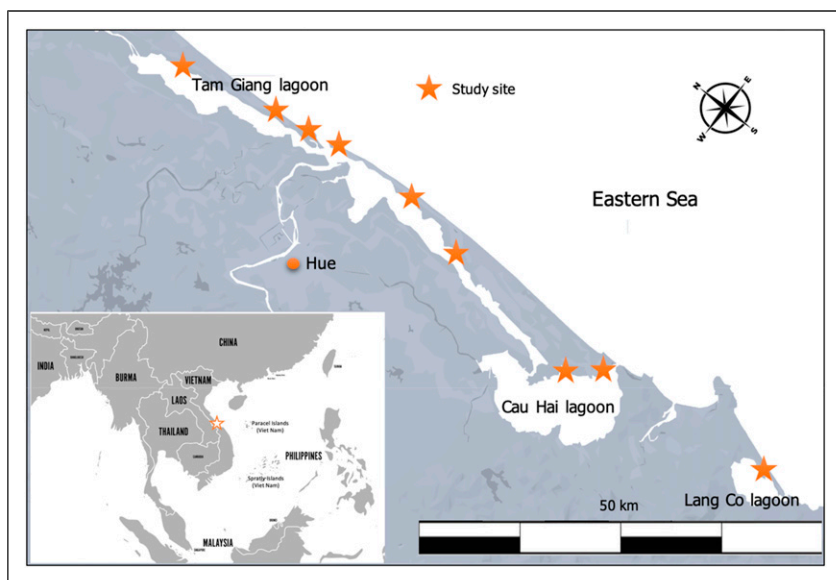 Tam Giang lagoon
Study site
N
E
W
S
Eastern Sea
Hue
CHINA
INDIA
BURMA
VIETNAM
LAOS
THAILAND
Paracel Islands
(Viet Nam)
PHILIPPINES
Spratly Islands
(Viet Nam)
MALAYSIA
Cau Hai lagoon
Lang Co lagoon
50 km